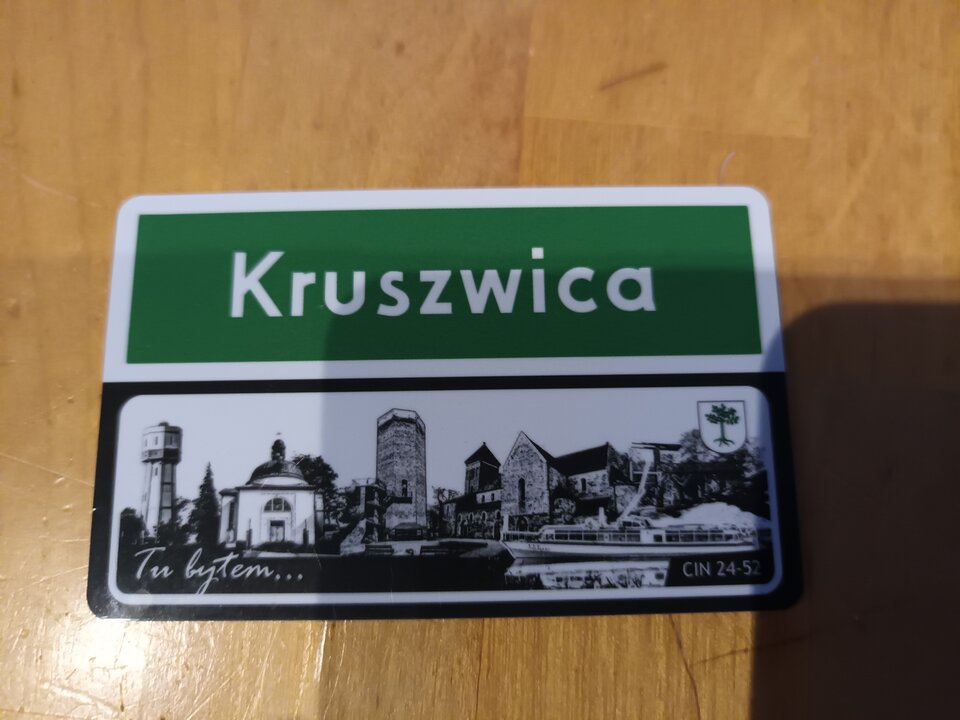 Kruszwica
Tu byłem...
CIN 24-52